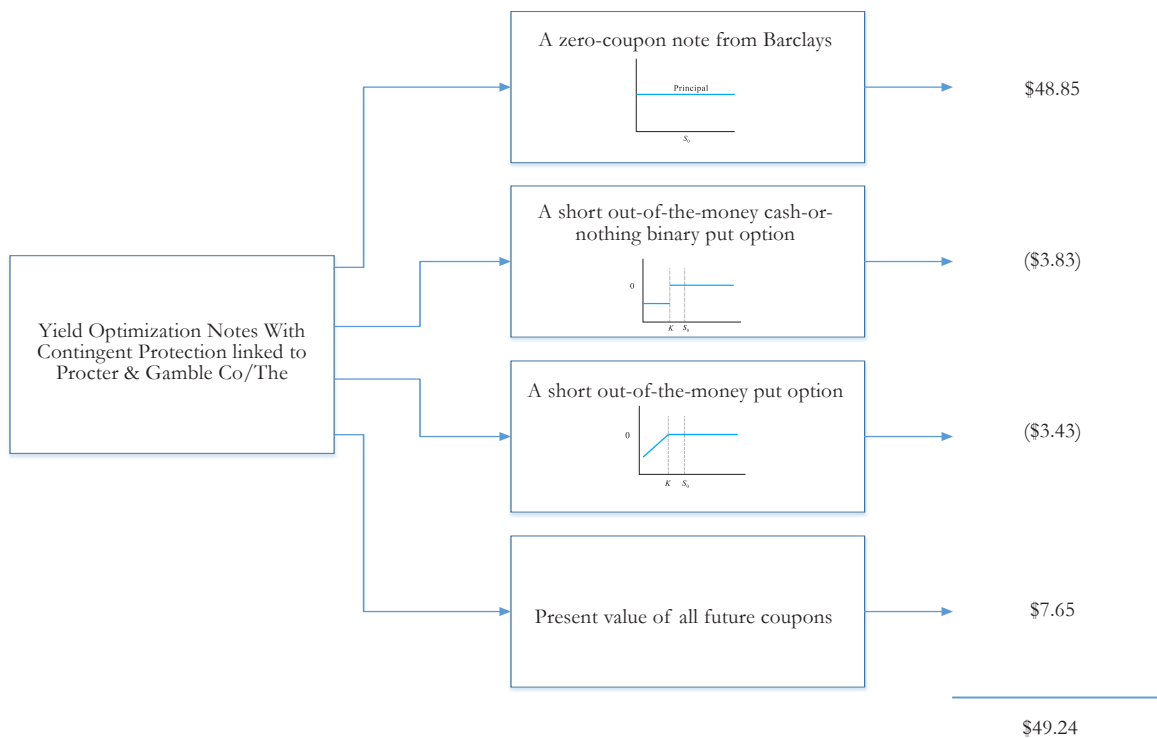 A zero-coupon note from Barclays
Principal
S0
$48.85
A short out-of-the-money cash-or-
nothing binary put option
0
K S0
($3.83)
Yield Optimization Notes With
Contingent Protection linked to
Procter & Gamble Co/The
A short out-of-the-money put option
0
K S0
($3.43)
Present value of all future coupons
$7.65
$49.24